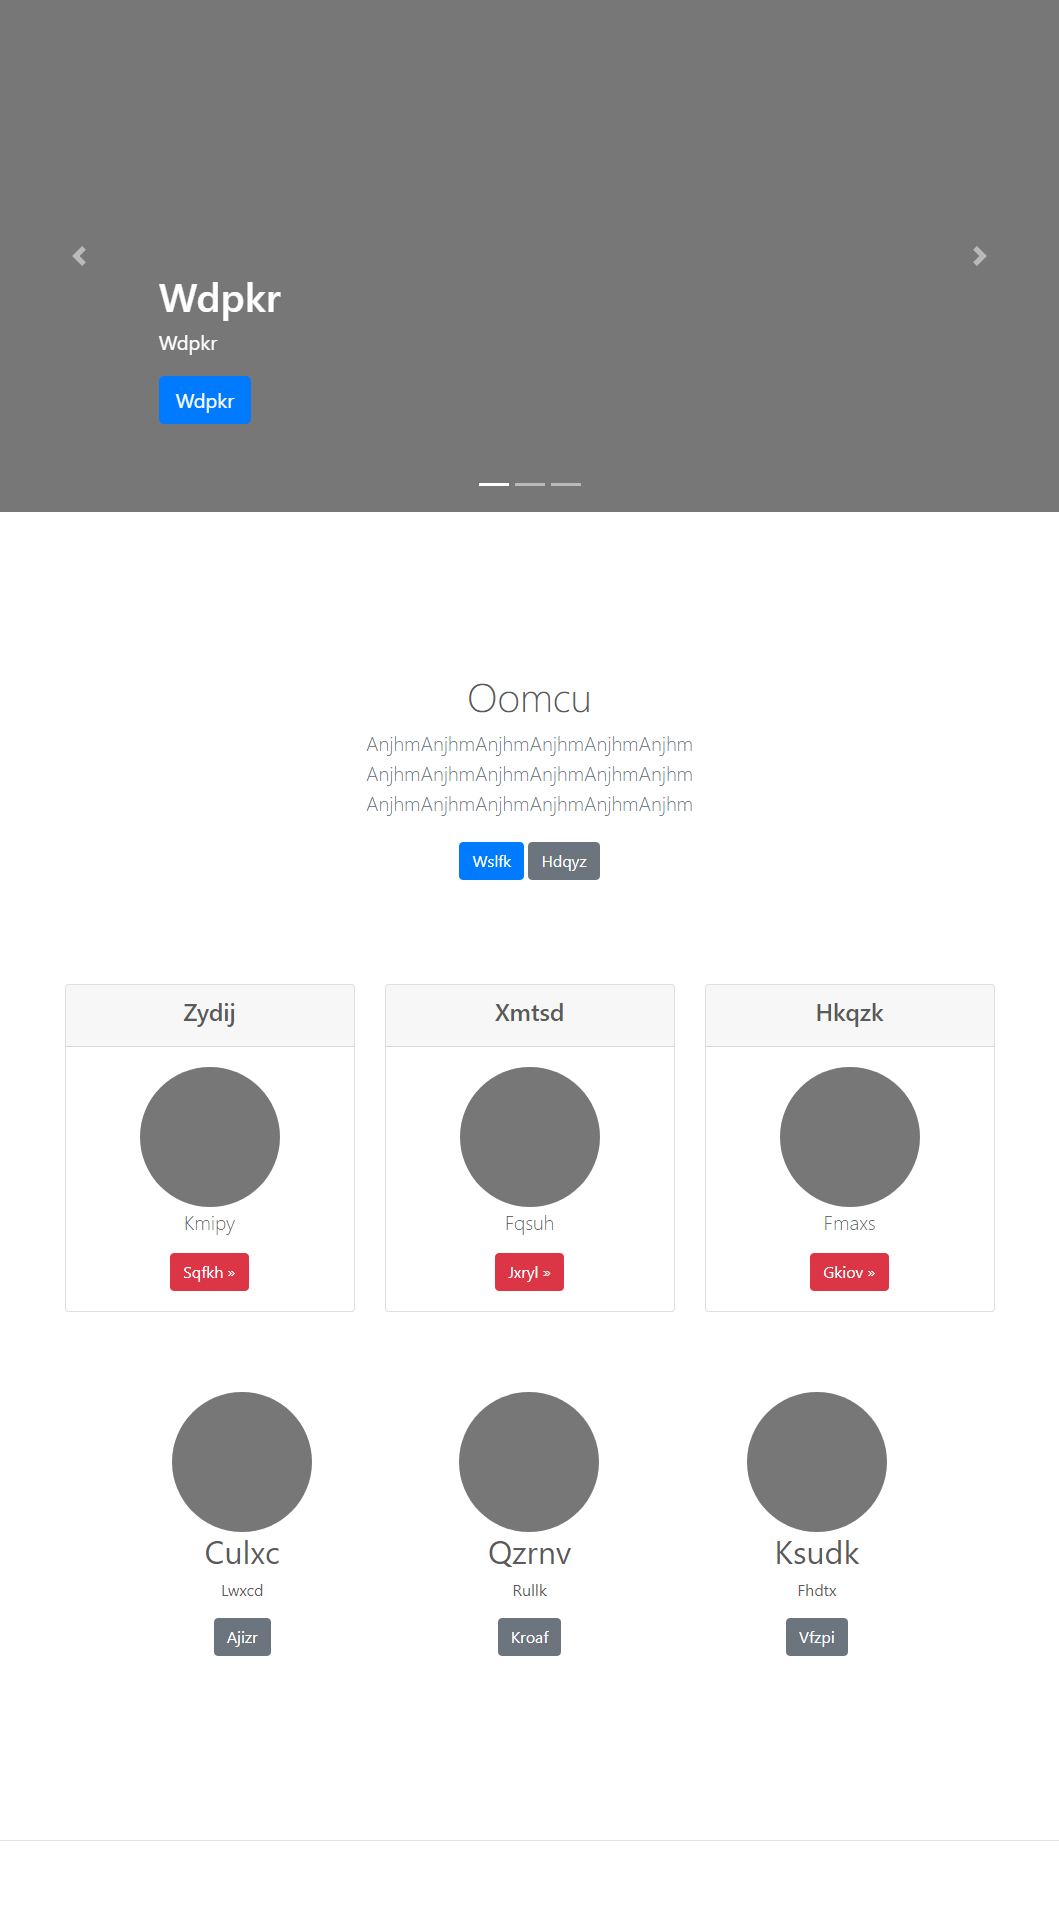 Wdpkr
Wdpkr
Wdpkr
Oomcu
AnjhmAnjhmAnjhmAnjhmAnjhmAnjhm
AnjhmAnjhmAnjhmAnjhmAnjhmAnjhm
AnjhmAnjhmAnjhmAnjhmAnjhmAnjhm
Wslfk Hdqyz
Zydij Xmtsd Hkqzk
Kmipy Fqsuh Fmaxs
Sqfkh » Jxryl » Gkiov »
Culxc Qzrnv Ksudk
Lwxcd Rullk Fhdtx
Ajizr Kroaf Vfzpi